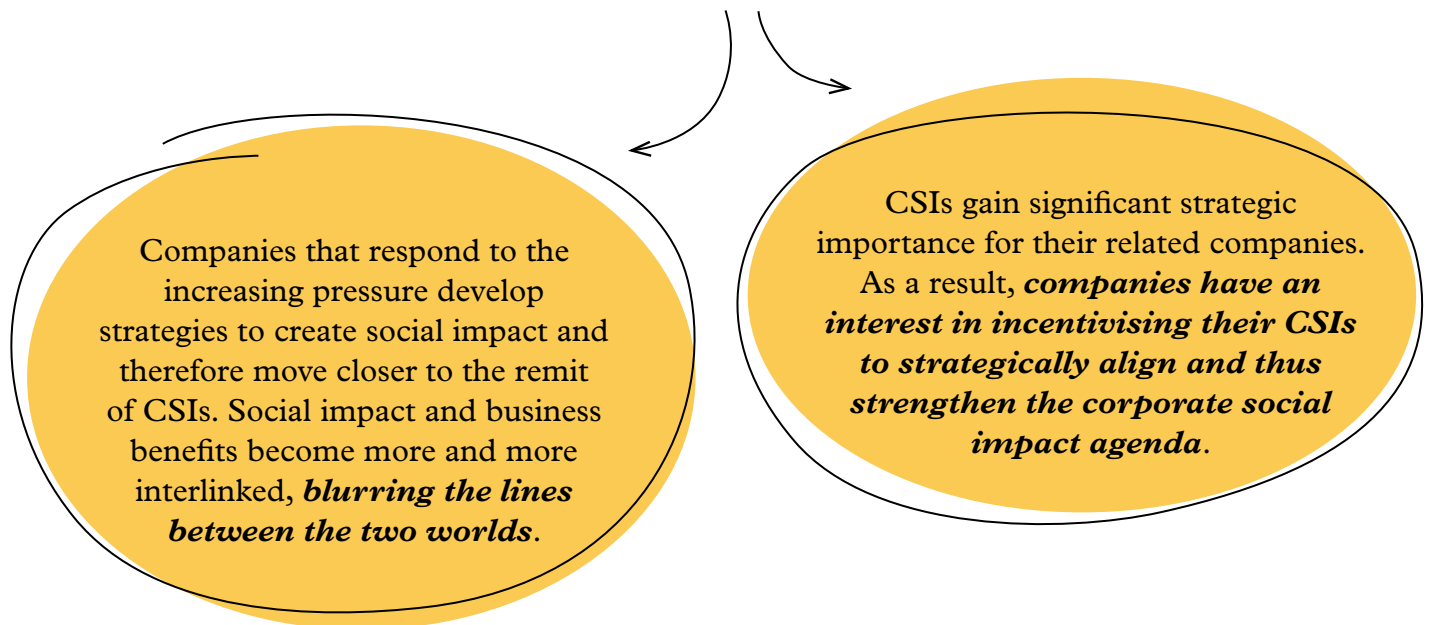 Companies that respond to the
increasing pressure develop
strategies to create social impact and
therefore move closer to the remit
of CSIs. Social impact and business
benefits become more and more
interlinked, blurring the lines
between the two worlds.
CSIs gain significant strategic
importance for their related companies.
As a result, companies have an
interest in incentivising their CSIs
to strategically align and thus
strengthen the corporate social
impact agenda.